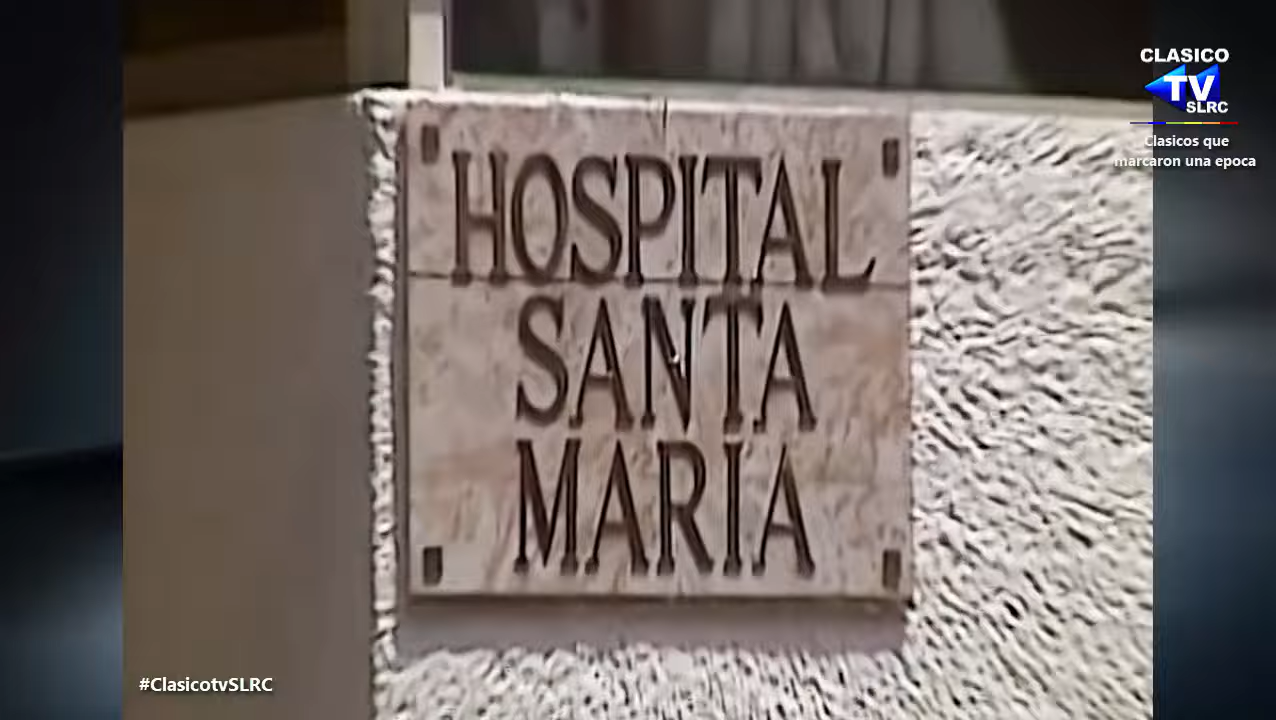 CLASICO
TV
SLRC
Clasicos que
marcaron una epoca
HOSPITAL
SANTA
MARIA
#ClasicotvSLRC